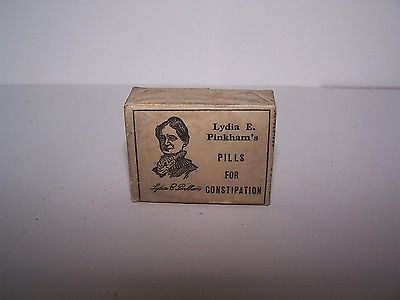 Lydia E.
Pinkham's
PILLS
FOR
CONSTIPATION
Lydia E. Pinkham